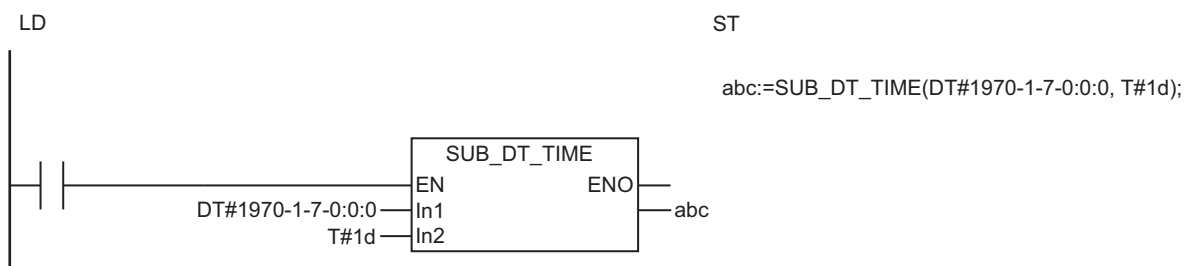 LD
ST
abc:=SUB_DT_TIME(DT#1970-1-7-0:0:0, T#1d);
SUB_DT_TIME
EN ENO
DT#1970-1-7-0:0:0 In1 abc
T#1d In2